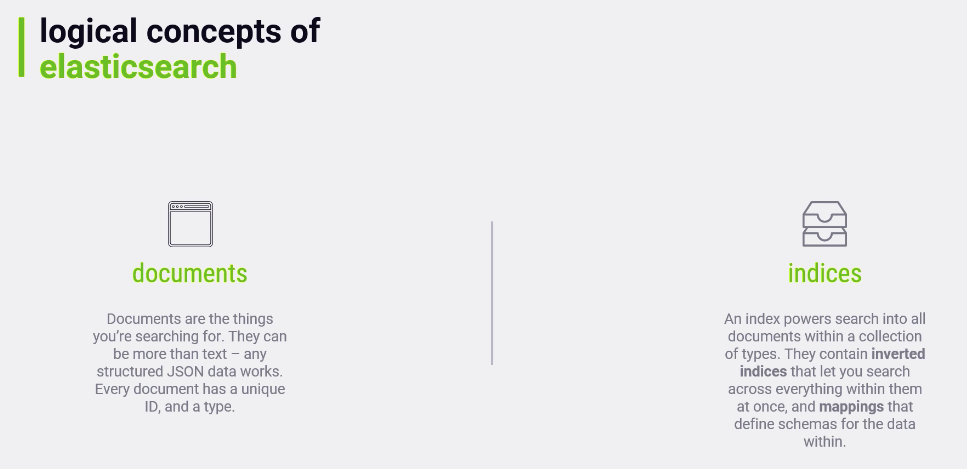 logical concepts of
elasticsearch
documents
Documents are the things
you're searching for. They can
be more than text – any
structured JSON data works.
Every document has a unique
ID, and a type.
indices
An index powers search into all
documents within a collection
of types. They contain inverted
indices that let you search
across everything within them
at once, and mappings that
define schemas for the data
within.